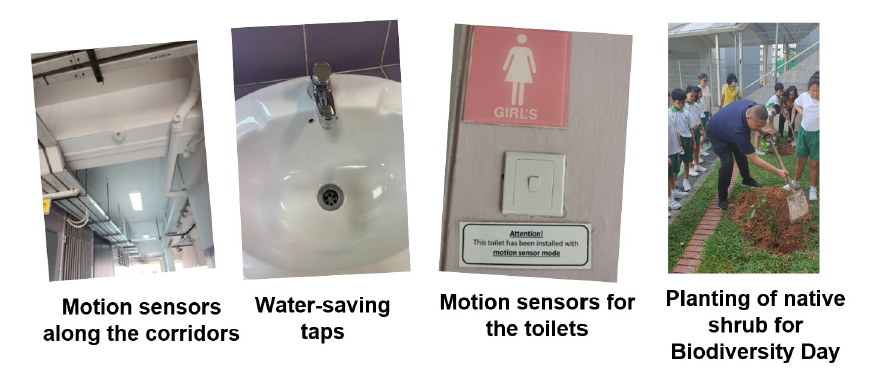 GIRL'S
Attention!
This toilet has been installed with
motion sensor mode
Motion sensors
along the corridors
Water-saving
taps
Motion sensors for
the toilets
Planting of native
shrub for
Biodiversity Day